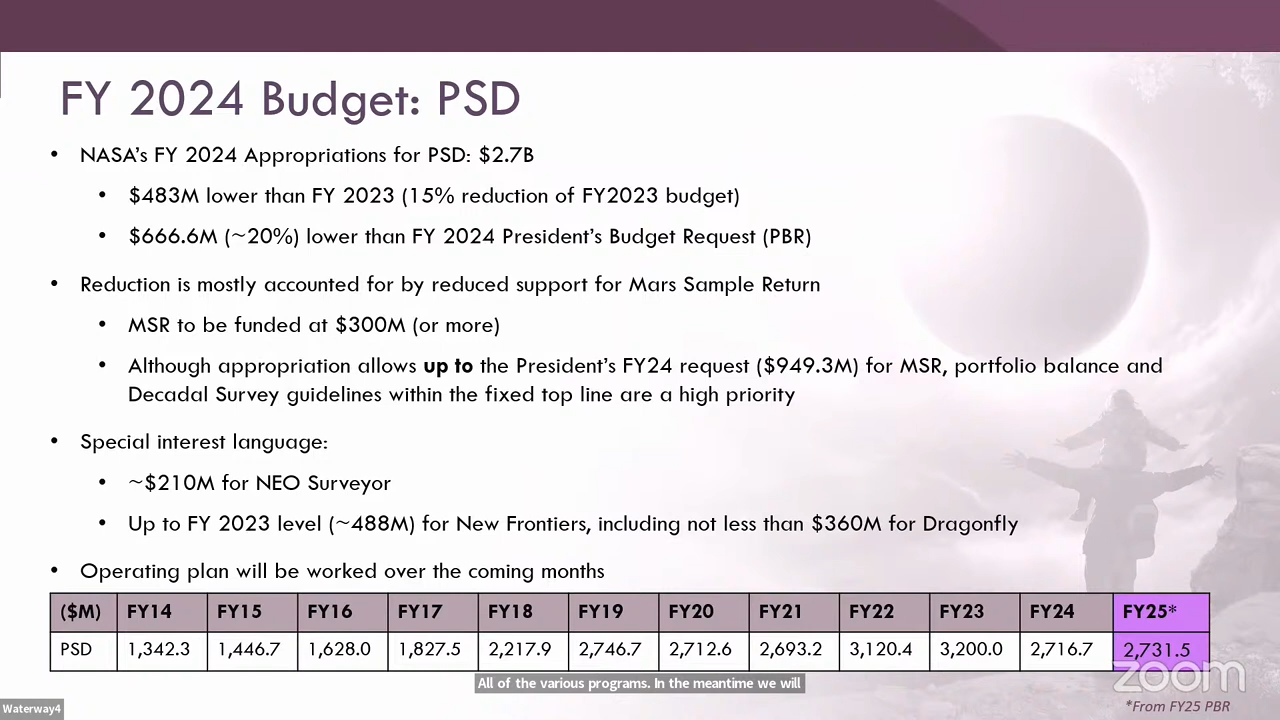 FY 2024 Budget: PSD
• NASA's FY 2024 Appropriations for PSD: $2.7B
• $483M lower than FY 2023 (15% reduction of FY2023 budget)
• $666.6M (~20%) lower than FY 2024 President's Budget Request (PBR)
• Reduction is mostly accounted for by reduced support for Mars Sample Return
• MSR to be funded at $300M (or more)
• Although appropriation allows up to the President's FY24 request ($949.3M) for MSR, portfolio balance and
Decadal Survey guidelines within the fixed top line are a high priority
• Special interest language:
• ~$210M for NEO Surveyor
• Up to FY 2023 level (~488M) for New Frontiers, including not less than $360M for Dragonfly
• Operating plan will be worked over the coming months
($M) FY14 FY15 FY16 FY17 FY18 FY19 FY20 FY21 FY22 FY23 FY24 FY25*
PSD 1,342.3 1,446.7 1,628.0 1,827.5 2,217.9 2,746.7 2,712.6 2,693.2 3,120.4 3,200.0 2,716.7 2,731.5
zoom
All of the various programs. In the meantime we will
Waterway4
*From FY25 PBR